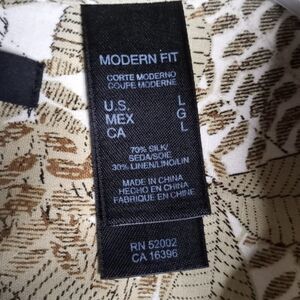 MODERN FIT
CORTE MODERNO
COUPE MODERNE
U.S. L
MEX G
CA L
70% SILK/
SEDA/SOIE
30% LINEN/LINO/LIN
MADE IN CHINA
HECHO EN CHINA
FABRIQUE EN CHINE
RN 52002
CA 16396